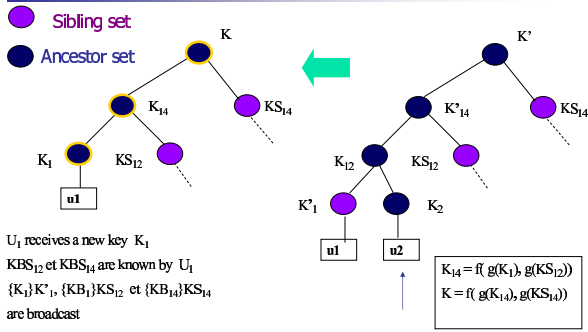 Sibling set
Ancestor set
K
K14
KS14
K1
KS12
u1
K'
K'14
KS14
K12
KS12
K'1
K2
u1
u2
U1 receives a new key K1
KBS12 et KBS14 are known by U1
{K1}K'1, {KB1}KS12 et {KB14}KS14
are broadcast
K14 = f( g(K1), g(KS12))
K = f( g(K14), g(KS14))